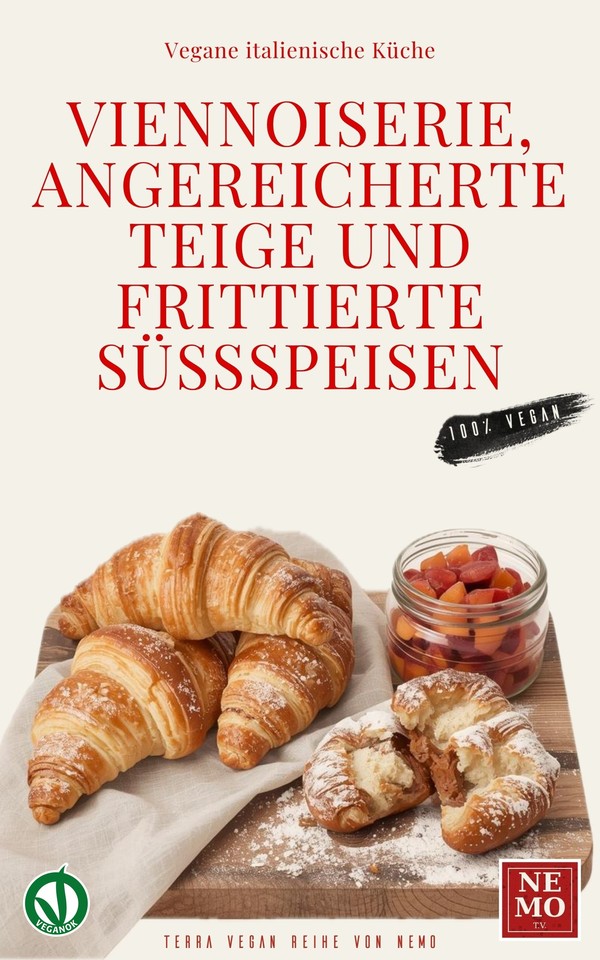 Vegane italienische Küche
VIENNOISERIE,
ANGEREICHERTE
TEIGE UND
FRITTIERTE
SÜSSSPEISEN
100% VEGAN
VEGANOK
NE
MO
T.V.
TERRA VEGAN REIHE VON NEMO